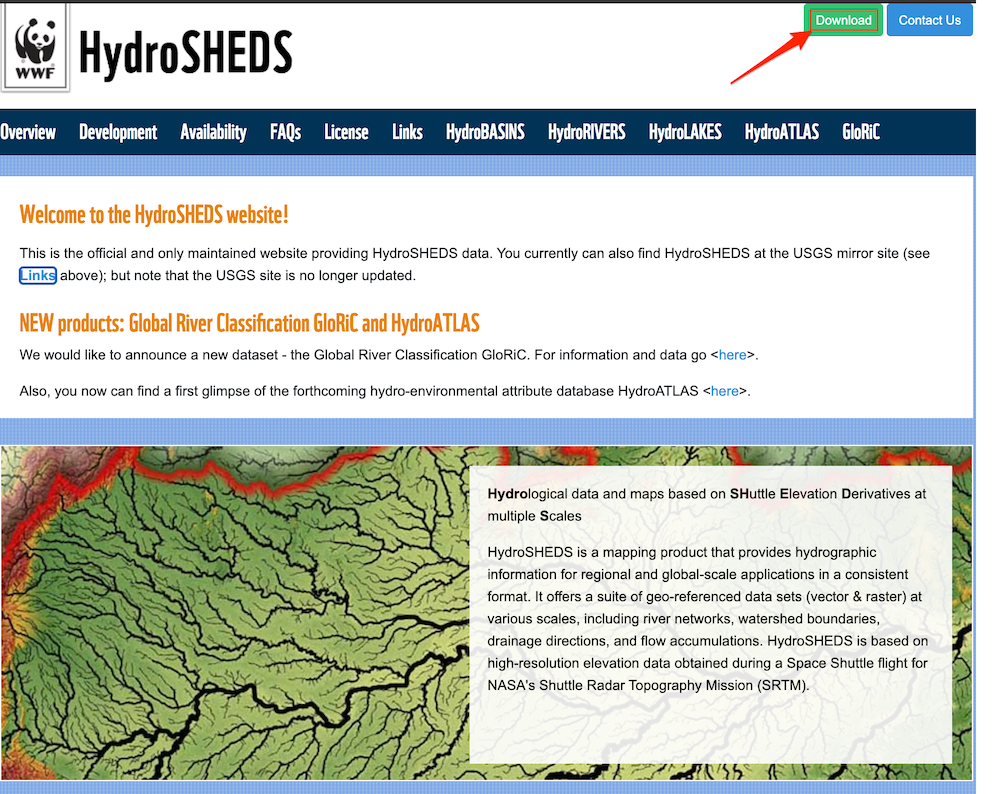 WWF
HydroSHEDS
Download
Contact Us
Overview Development Availability FAQs License Links HydroBASINS HydroRIVERS HydroLAKES HydroATLAS GloRiC
Welcome to the HydroSHEDS website!
This is the official and only maintained website providing HydroSHEDS data. You currently can also find HydroSHEDS at the USGS mirror site (see
Links above); but note that the USGS site is no longer updated.
NEW products: Global River Classification GloRiC and HydroATLAS
We would like to announce a new dataset - the Global River Classification GloRiC. For information and data go <here>.
Also, you now can find a first glimpse of the forthcoming hydro-environmental attribute database HydroATLAS <here>.
Hydrological data and maps based on SHuttle Elevation Derivatives at
multiple Scales
HydroSHEDS is a mapping product that provides hydrographic
information for regional and global-scale applications in a consistent
format. It offers a suite of geo-referenced data sets (vector & raster) at
various scales, including river networks, watershed boundaries,
drainage directions, and flow accumulations. HydroSHEDS is based on
high-resolution elevation data obtained during a Space Shuttle flight for
NASA's Shuttle Radar Topography Mission (SRTM).